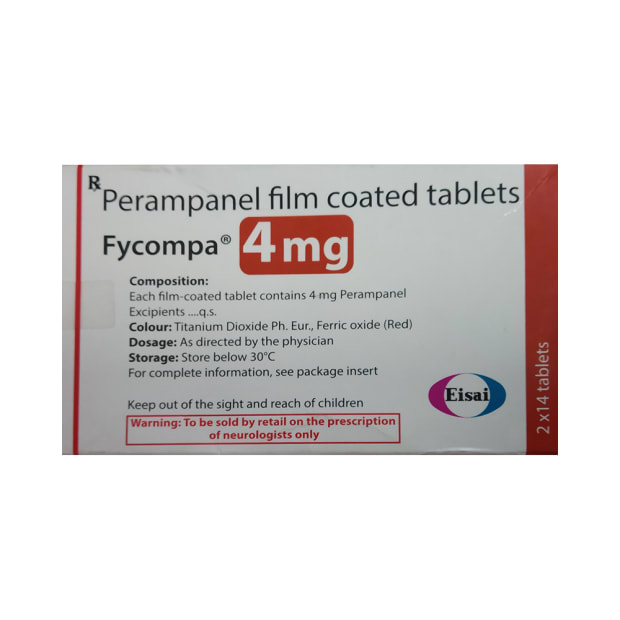 ℞
Perampanel film coated tablets
Fycompa® 4 mg
Composition:
Each film-coated tablet contains 4 mg Perampanel
Excipients ....q.s.
Colour: Titanium Dioxide Ph. Eur., Ferric oxide (Red)
Dosage: As directed by the physician
Storage: Store below 30°C
For complete information, see package insert
Keep out of the sight and reach of children
Warning: To be sold by retail on the prescription
of neurologists only
Eisai
2 x14 tablets